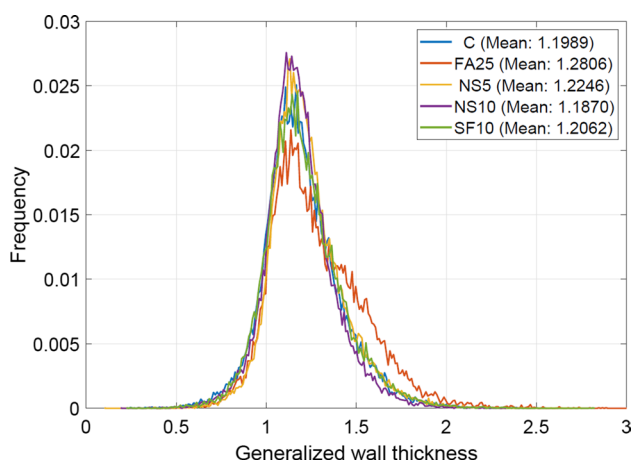 0.03
0.025
0.02
0.015
0.01
0.005
0
Frequency
C (Mean: 1.1989)
FA25 (Mean: 1.2806)
NS5 (Mean: 1.2246)
NS10 (Mean: 1.1870)
SF10 (Mean: 1.2062)
0 0.5 1 1.5 2 2.5 3
Generalized wall thickness